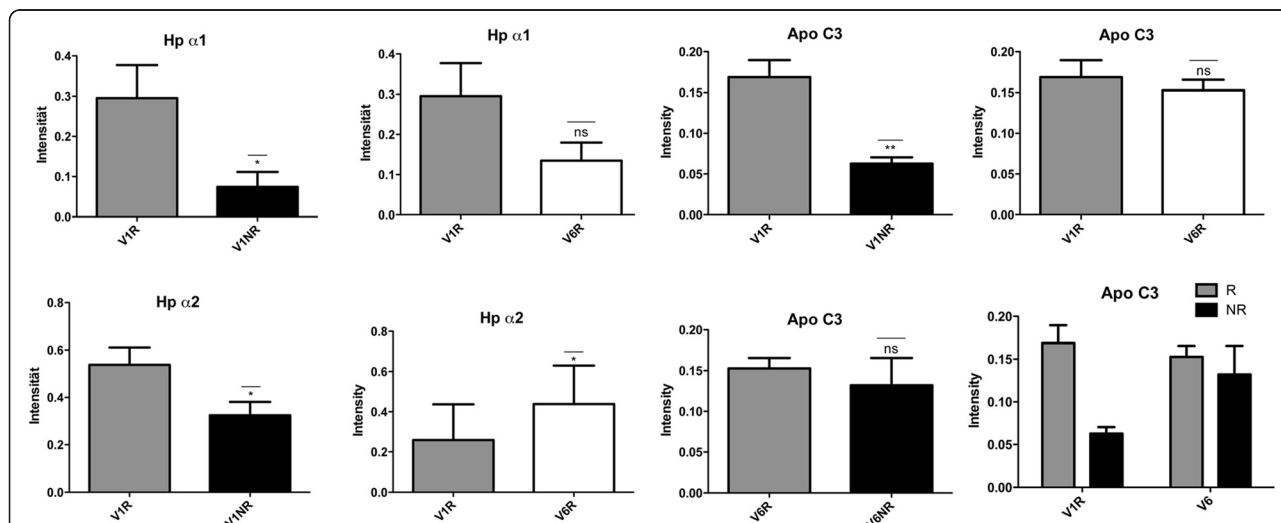 Hp α1
Intensität
0.4
0.3
0.2
0.1
0.0
*
V1R
V1NR
Hp α1
Intensität
0.4
0.3
0.2
0.1
0.0
ns
V1R
V6R
Apo C3
Intensity
0.20
0.15
0.10
0.05
0.00
**
V1R
V1NR
Apo C3
Intensity
0.20
0.15
0.10
0.05
0.00
ns
V1R
V6R
Hp α2
Intensität
0.8
0.6
0.4
0.2
0.0
*
V1R
V1NR
Hp α2
Intensity
0.8
0.6
0.4
0.2
0.0
*
V1R
V6R
Apo C3
Intensity
0.20
0.15
0.10
0.05
0.00
ns
V6R
V6NR
Apo C3
R
NR
Intensity
0.20
0.15
0.10
0.05
0.00
V1R
V6